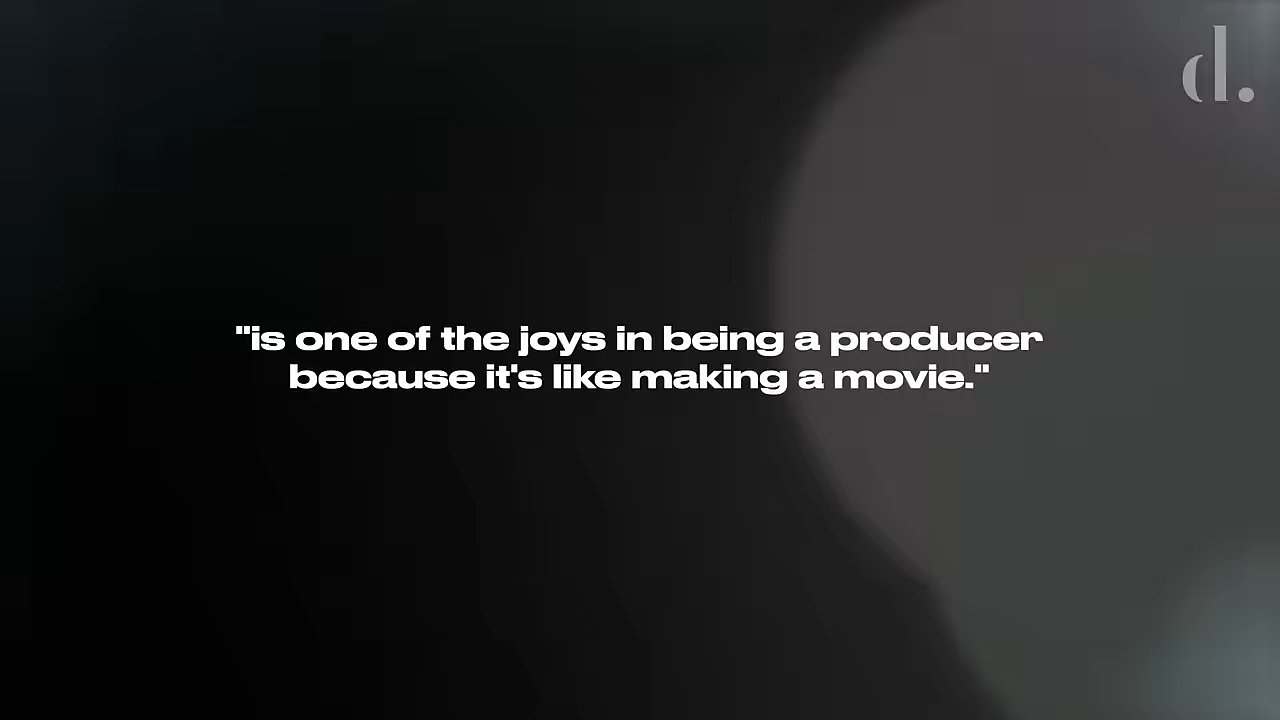 d.
"is one of the joys in being a producer
because it's like making a movie."